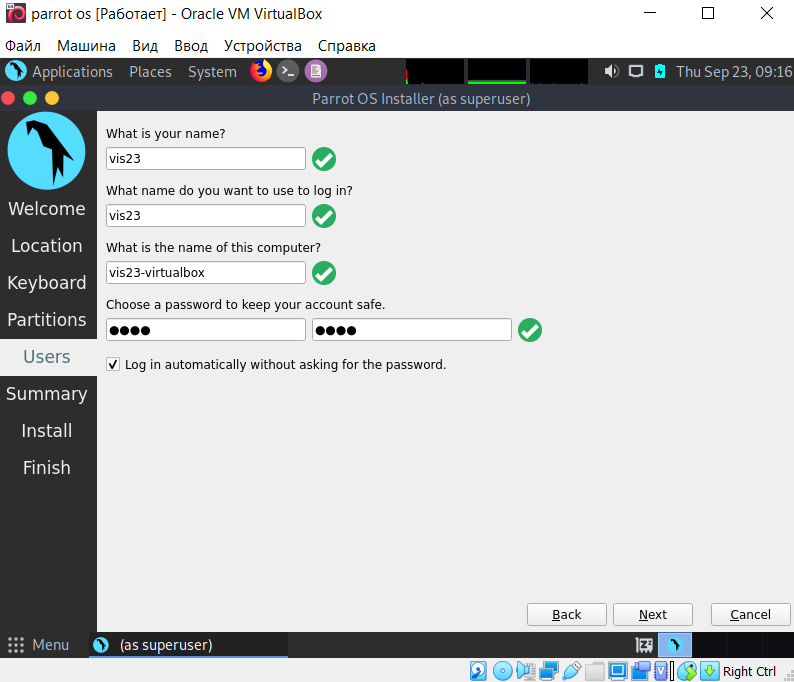 parrot os [Работает] - Oracle VM VirtualBox
Файл Машина Вид Ввод Устройства Справка
Applications Places System Thu Sep 23, 09:16
Parrot OS Installer (as superuser)
Welcome
Location
Keyboard
Partitions
Users
Summary
Install
Finish
What is your name?
vis23
What name do you want to use to log in?
vis23
What is the name of this computer?
vis23-virtualbox
Choose a password to keep your account safe.
●●●● ●●●●
Log in automatically without asking for the password.
Back Next Cancel
Menu (as superuser)
Right Ctrl